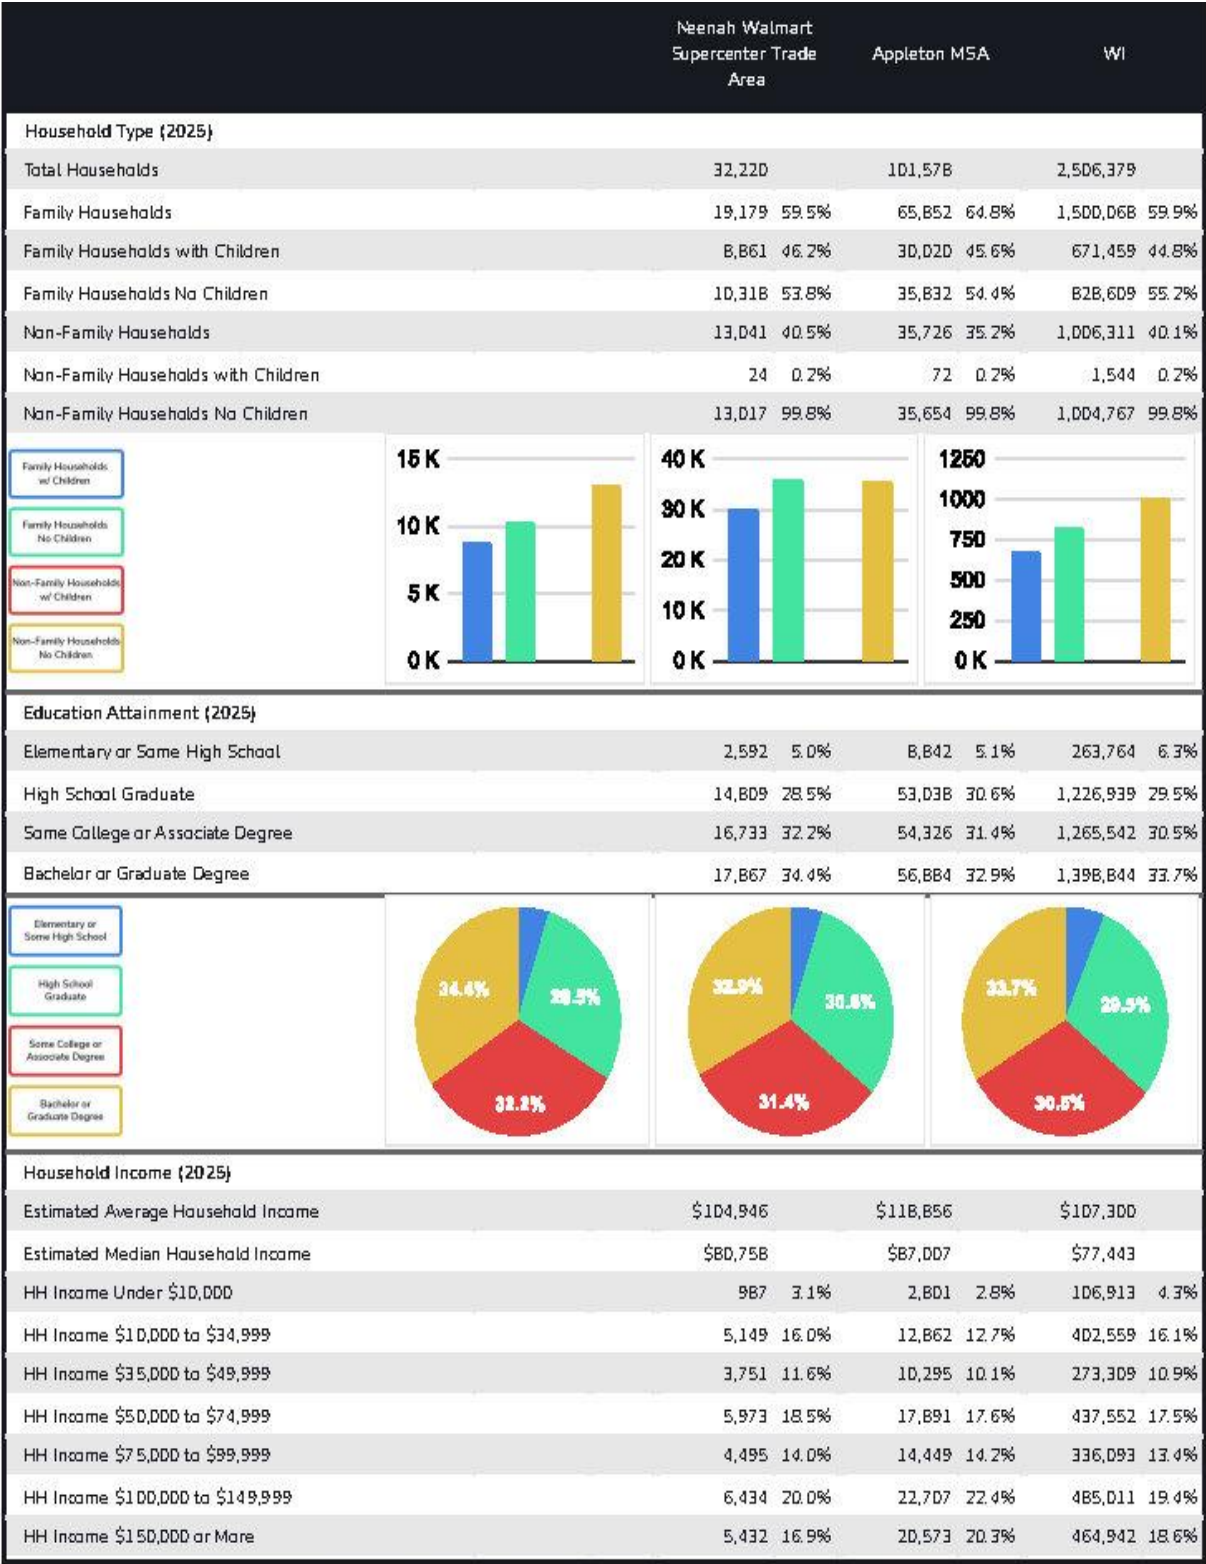 Neenah Walmart
Supercenter Trade
Area
Appleton MSA
WI
Household Type (2025)
Total Households 32,220 101,578 2,506,379
Family Households 19,179 59.5% 65,852 64.8% 1,500,068 59.9%
Family Households with Children 8,861 46.2% 30,020 45.6% 671,459 44.8%
Family Households No Children 10,318 53.8% 35,832 54.4% 828,609 55.2%
Non-Family Households 13,041 40.5% 35,726 35.2% 1,006,311 40.1%
Non-Family Households with Children 24 0.2% 72 0.2% 1,544 0.2%
Non-Family Households No Children 13,017 99.8% 35,654 99.8% 1,004,767 99.8%
Family Households
w/ Children
Family Households
No Children
Non-Family Households
w/ Children
Non-Family Households
No Children
15 K
10 K
5 K
0 K
40 K
30 K
20 K
10 K
0 K
1250
1000
750
500
250
0 K
Education Attainment (2025)
Elementary or Some High School 2,592 5.0% 8,842 5.1% 263,764 6.3%
High School Graduate 14,809 28.5% 53,038 30.6% 1,226,939 29.5%
Some College or Associate Degree 16,733 32.2% 54,326 31.4% 1,265,542 30.5%
Bachelor or Graduate Degree 17,867 34.4% 56,884 32.9% 1,398,844 33.7%
Elementary or
Some High School
High School
Graduate
Some College or
Associate Degree
Bachelor or
Graduate Degree
34.4%
28.5%
32.2%
32.9%
30.6%
31.4%
33.7%
29.5%
30.5%
Household Income (2025)
Estimated Average Household Income $104,946 $118,856 $107,300
Estimated Median Household Income $80,758 $87,007 $77,443
HH Income Under $10,000 987 3.1% 2,801 2.8% 106,913 4.3%
HH Income $10,000 to $34,999 5,149 16.0% 12,862 12.7% 402,559 16.1%
HH Income $35,000 to $49,999 3,751 11.6% 10,295 10.1% 273,309 10.9%
HH Income $50,000 to $74,999 5,973 18.5% 17,891 17.6% 437,552 17.5%
HH Income $75,000 to $99,999 4,495 14.0% 14,449 14.2% 336,093 13.4%
HH Income $100,000 to $149,999 6,434 20.0% 22,707 22.4% 485,011 19.4%
HH Income $150,000 or More 5,432 16.9% 20,573 20.3% 464,942 18.6%